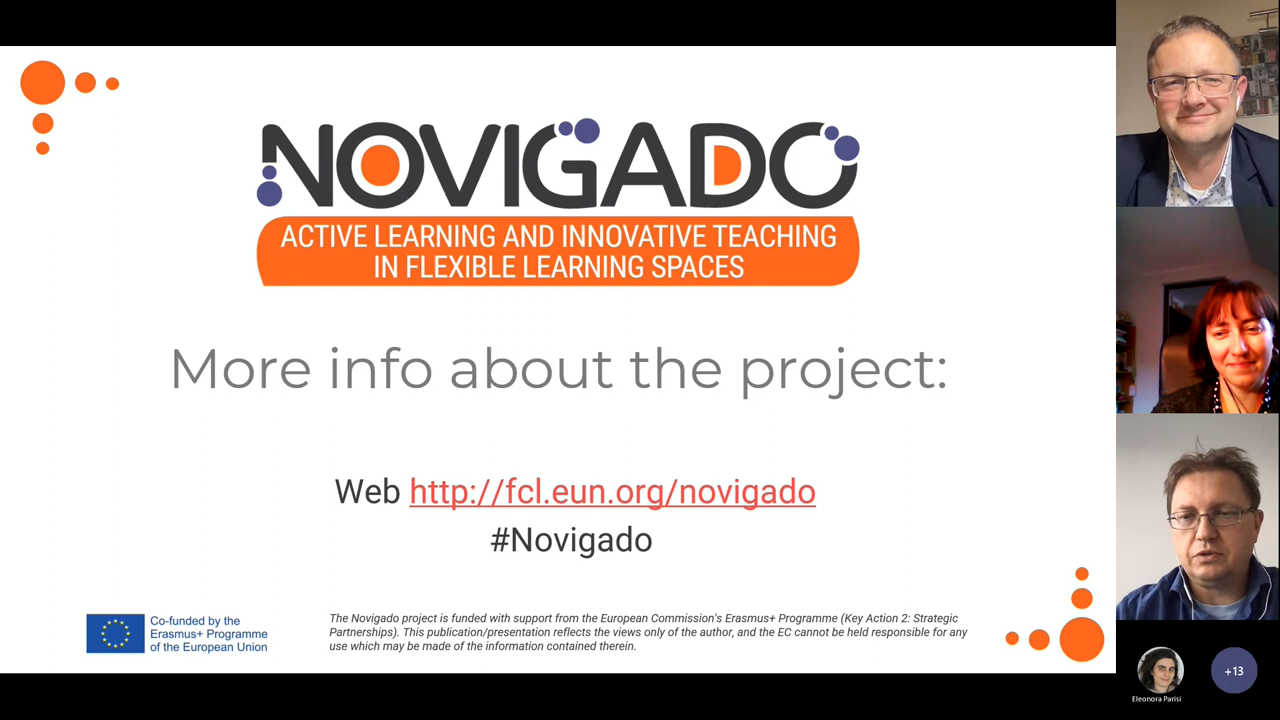 NOVIGADO
ACTIVE LEARNING AND INNOVATIVE TEACHING
IN FLEXIBLE LEARNING SPACES
More info about the project:
Web http://fcl.eun.org/novigado
#Novigado
Co-funded by the
Erasmus+ Programme
of the European Union
The Novigado project is funded with support from the European Commission's Erasmus+ Programme (Key Action 2: Strategic
Partnerships). This publication/presentation reflects the views only of the author, and the EC cannot be held responsible for any
use which may be made of the information contained therein.
Eleonora Parisi
+13